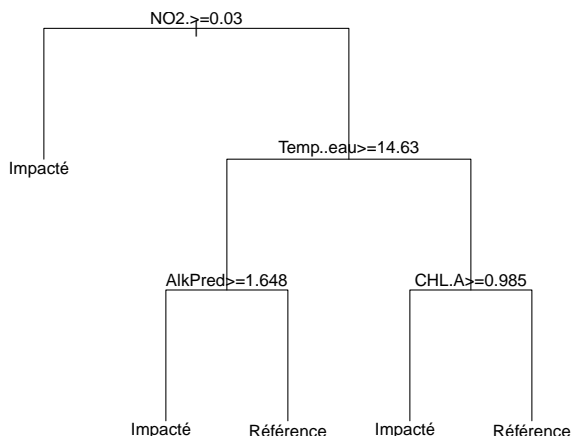 NO2.>=0.03
Impacté
Temp..eau>=14.63
AlkPred>=1.648
CHL.A>=0.985
Impacté
Référence
Impacté
Référence